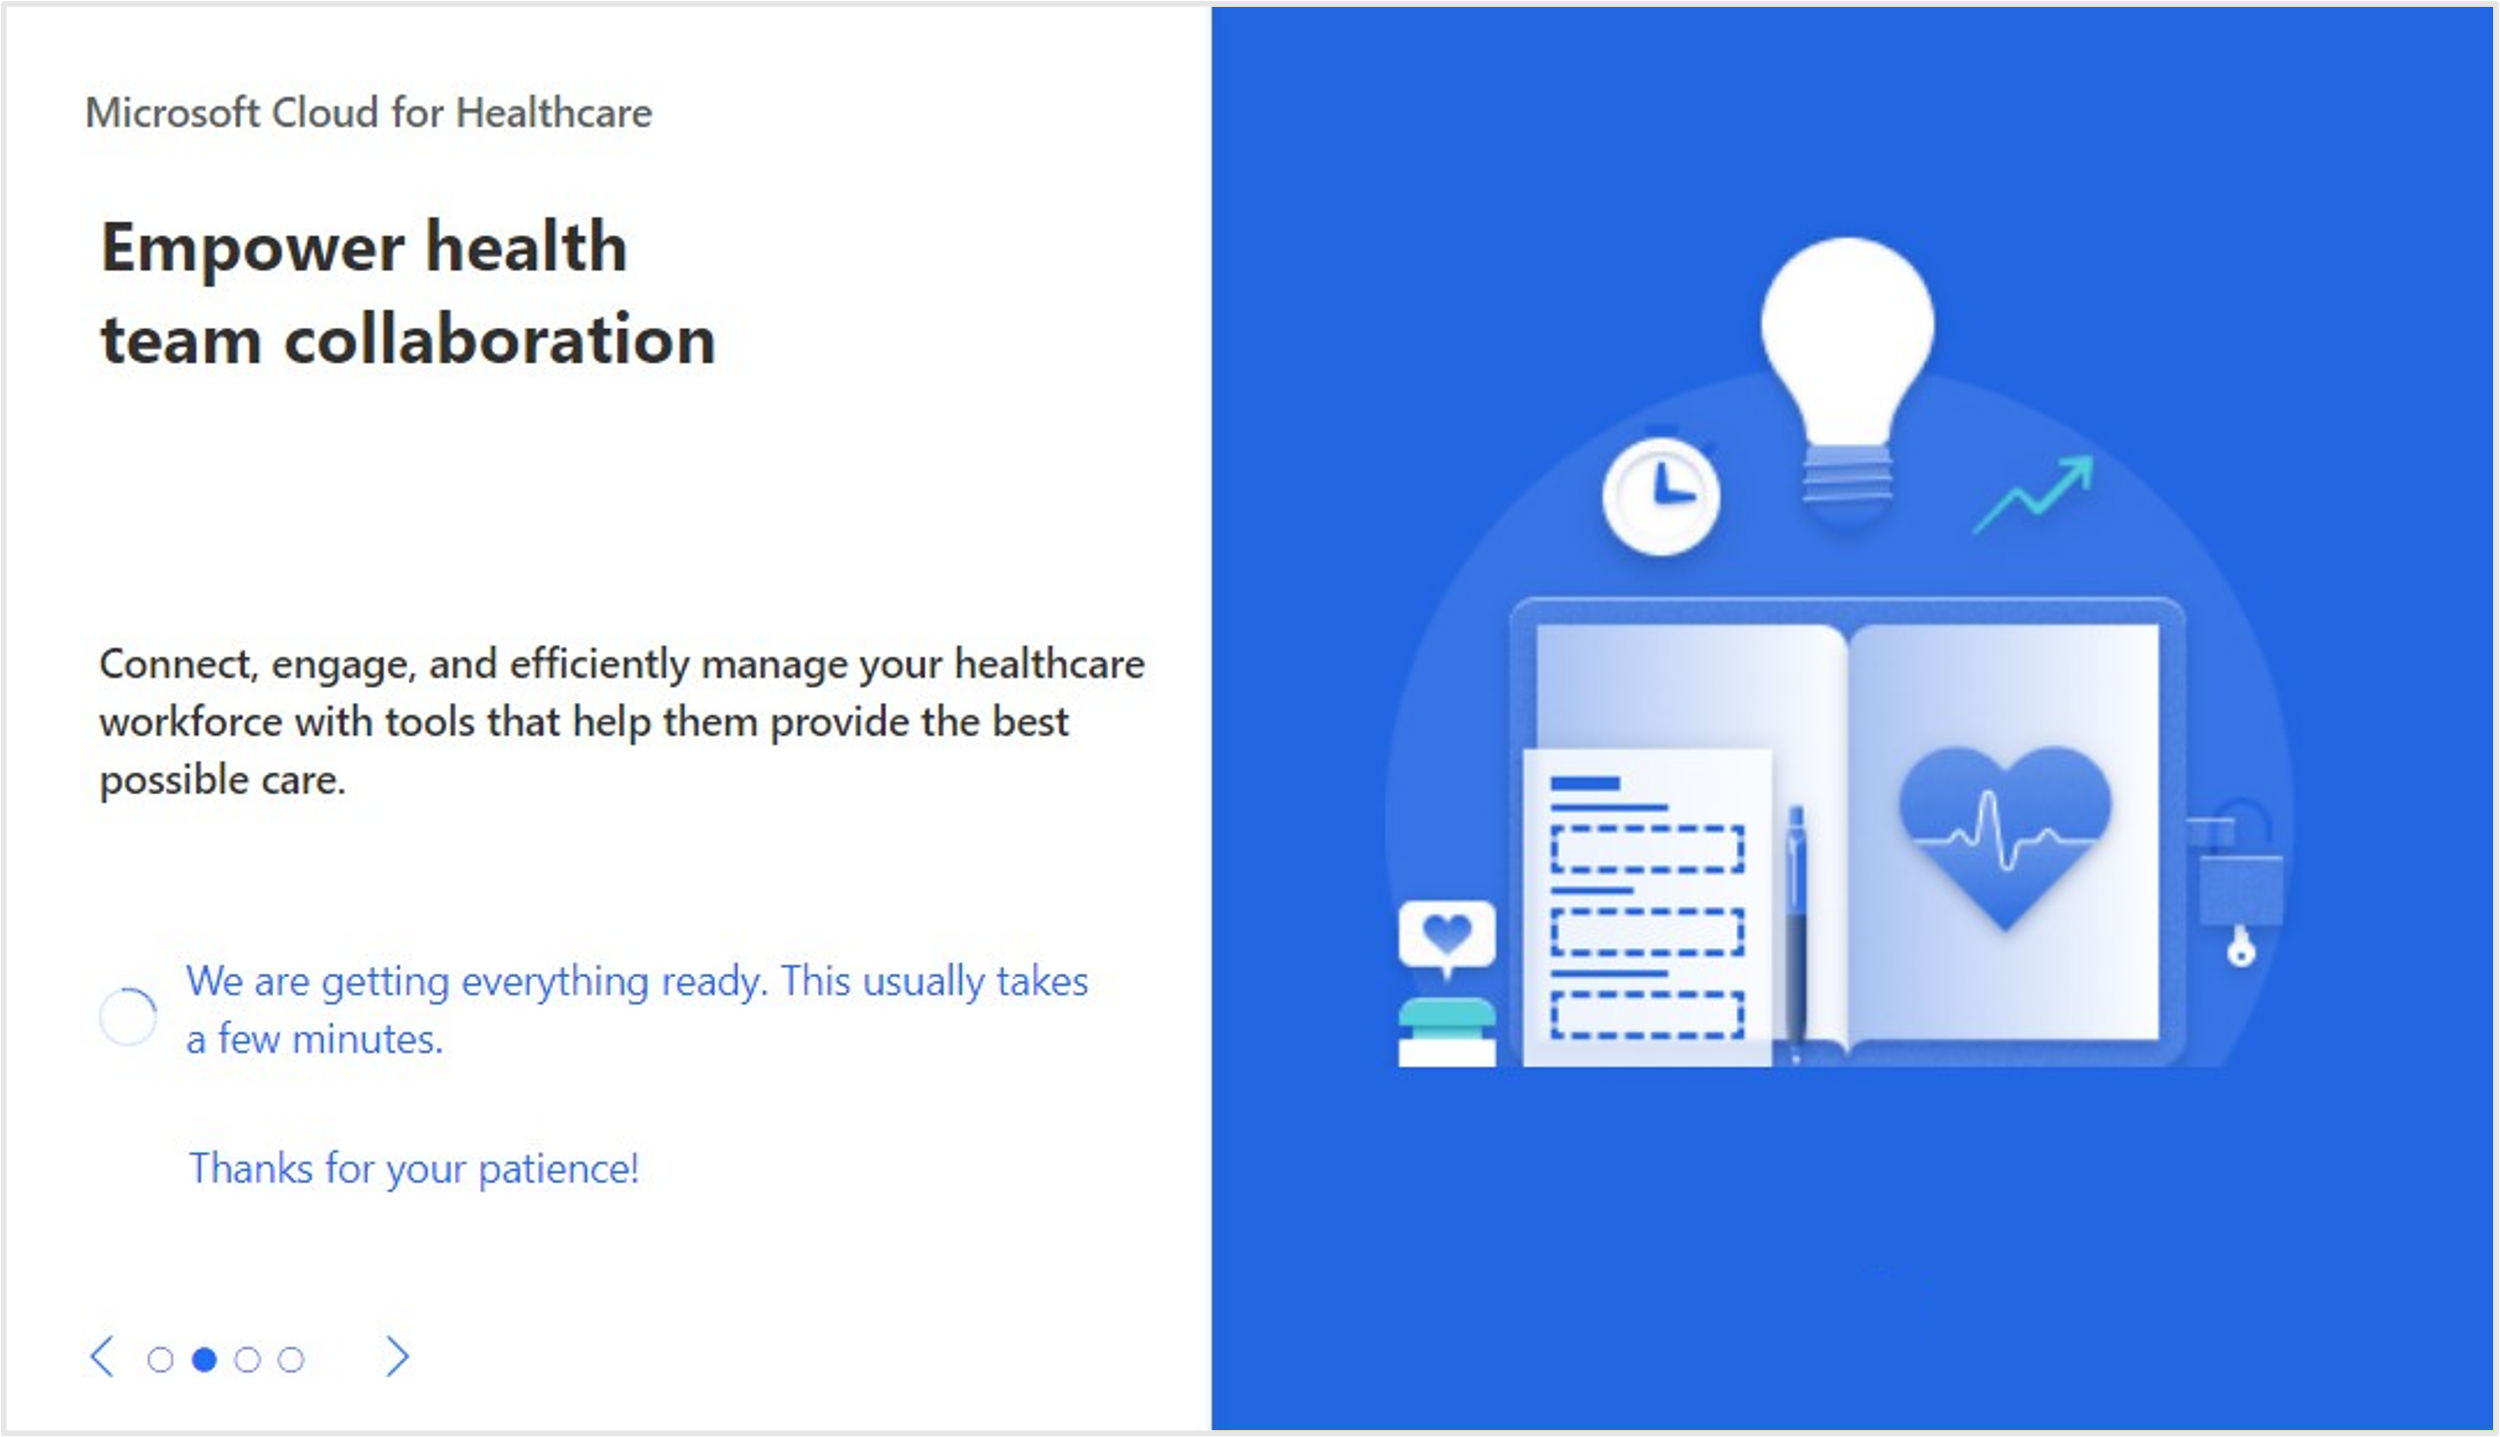 Microsoft Cloud for Healthcare
Empower health
team collaboration
Connect, engage, and efficiently manage your healthcare
workforce with tools that help them provide the best
possible care.
We are getting everything ready. This usually takes
a few minutes.
Thanks for your patience!